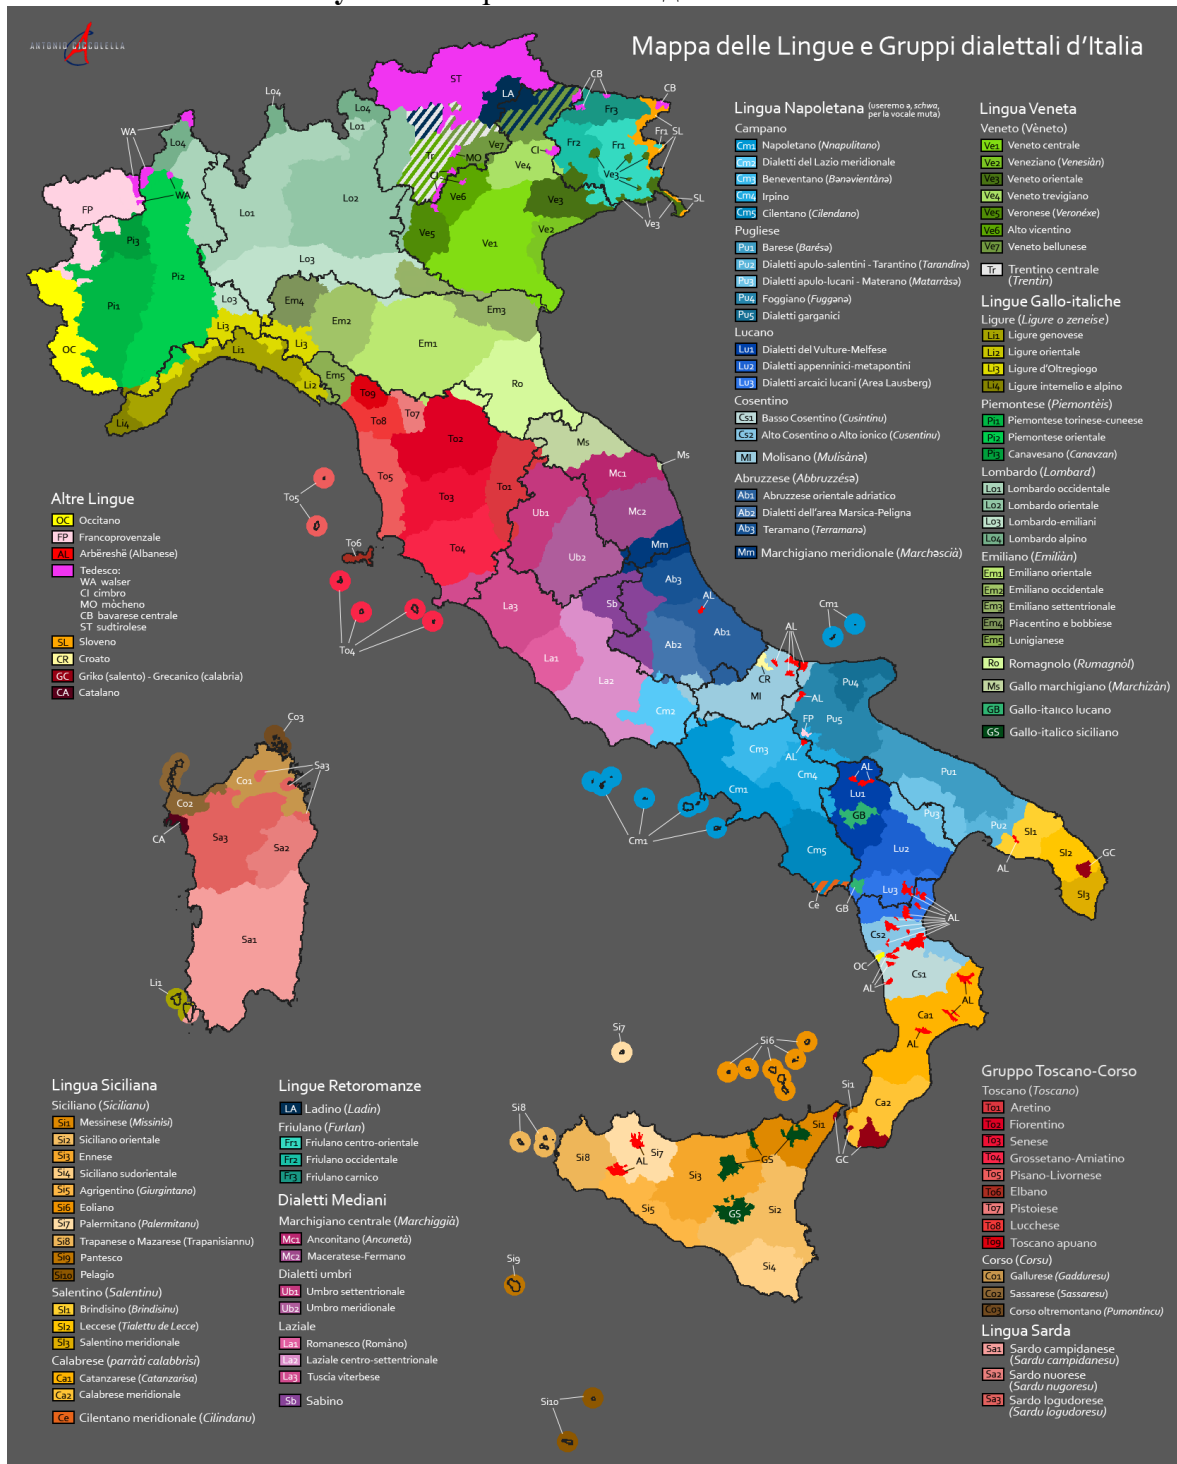 ANTONIO CICCOLELLA
Mappa delle Lingue e Gruppi dialettali d'Italia
Lingua Napoletana (useremo ə, schwa,
per la vocale muta)
Campano
Cm1 Napoletano (Nnapulitano)
Cm2 Dialetti del Lazio meridionale
Cm3 Beneventano (Bənəvientànə)
Cm4 Irpino
Cm5 Cilentano (Cilendano)
Pugliese
Pu1 Barese (Barésə)
Pu2 Dialetti apulo-salentini - Tarantino (Tarandìnə)
Pu3 Dialetti apulo-lucani - Materano (Matarràsə)
Pu4 Foggiano (Fuggənə)
Pu5 Dialetti garganici
Lucano
Lu1 Dialetti del Vulture-Melfese
Lu2 Dialetti appenninici-metapontini
Lu3 Dialetti arcaici lucani (Area Lausberg)
Cosentino
Cs1 Basso Cosentino (Cusintinu)
Cs2 Alto Cosentino o Alto ionico (Cusentinu)
MI Molisano (Mulisànə)
Abruzzese (Abbruzzésə)
Ab1 Abruzzese orientale adriatico
Ab2 Dialetti dell'area Marsica-Peligna
Ab3 Teramano (Terramanə)
Mm Marchigiano meridionale (Marchəscià)
Lingua Veneta
Veneto (Vèneto)
Ve1 Veneto centrale
Ve2 Veneziano (Venesiàn)
Ve3 Veneto orientale
Ve4 Veneto trevigiano
Ve5 Veronese (Veronéxe)
Ve6 Alto vicentino
Ve7 Veneto bellunese
Tr Trentino centrale
(Trentin)
Lingue Gallo-italiche
Ligure (Ligure o zeneise)
Li1 Ligure genovese
Li2 Ligure orientale
Li3 Ligure d'Oltregiogo
Li4 Ligure intemelio e alpino
Piemontese (Piemontèis)
Pi1 Piemontese torinese-cuneese
Pi2 Piemontese orientale
Pi3 Canavesano (Canavzan)
Lombardo (Lombard)
Lo1 Lombardo occidentale
Lo2 Lombardo orientale
Lo3 Lombardo-emiliani
Lo4 Lombardo alpino
Emiliano (Emiliàn)
Em1 Emiliano orientale
Em2 Emiliano occidentale
Em3 Emiliano settentrionale
Em4 Piacentino e bobbiese
Em5 Lunigianese
Ro Romagnolo (Rumagnòl)
Ms Gallo marchigiano (Marchizàn)
GB Gallo-italico lucano
GS Gallo-italico siciliano
Altre Lingue
OC Occitano
FP Francoprovenzale
AL Arbëreshë (Albanese)
Tedesco:
WA walser
CI cimbro
MO mòcheno
CB bavarese centrale
ST sudtirolese
SL Sloveno
CR Croato
GC Griko (salento) - Grecanico (calabria)
CA Catalano
Lingua Siciliana
Siciliano (Sicilianu)
Si1 Messinese (Missinisi)
Si2 Siciliano orientale
Si3 Ennese
Si4 Siciliano sudorientale
Si5 Agrigentino (Giurgintano)
Si6 Eoliano
Si7 Palermitano (Palermitanu)
Si8 Trapanese o Mazarese (Trapanisiannu)
Si9 Pantesco
Si10 Pelagio
Salentino (Salentinu)
Sl1 Brindisino (Brindisinu)
Sl2 Leccese (Tialettu de Lecce)
Sl3 Salentino meridionale
Calabrese (parràti calabbrìsi)
Ca1 Catanzarese (Catanzarisa)
Ca2 Calabrese meridionale
Ce Cilentano meridionale (Cilindanu)
Lingue Retoromanze
LA Ladino (Ladin)
Friulano (Furlan)
Fr1 Friulano centro-orientale
Fr2 Friulano occidentale
Fr3 Friulano carnico
Dialetti Mediani
Marchigiano centrale (Marchiggià)
Mc1 Anconitano (Ancunetà)
Mc2 Maceratese-Fermano
Dialetti umbri
Ub1 Umbro settentrionale
Ub2 Umbro meridionale
Laziale
La1 Romanesco (Romàno)
La2 Laziale centro-settentrionale
La3 Tuscia viterbese
Sb Sabino
Gruppo Toscano-Corso
Toscano (Toscano)
To1 Aretino
To2 Fiorentino
To3 Senese
To4 Grossetano-Amiatino
To5 Pisano-Livornese
To6 Elbano
To7 Pistoiese
To8 Lucchese
To9 Toscano apuano
Corso (Corsu)
Co1 Gallurese (Gadduresu)
Co2 Sassarese (Sassaresu)
Co3 Corso oltremontano (Pumontincu)
Lingua Sarda
Sa1 Sardo campidanese
(Sardu campidanesu)
Sa2 Sardo nuorese
(Sardu nugoresu)
Sa3 Sardo logudorese
(Sardu logudoresu)